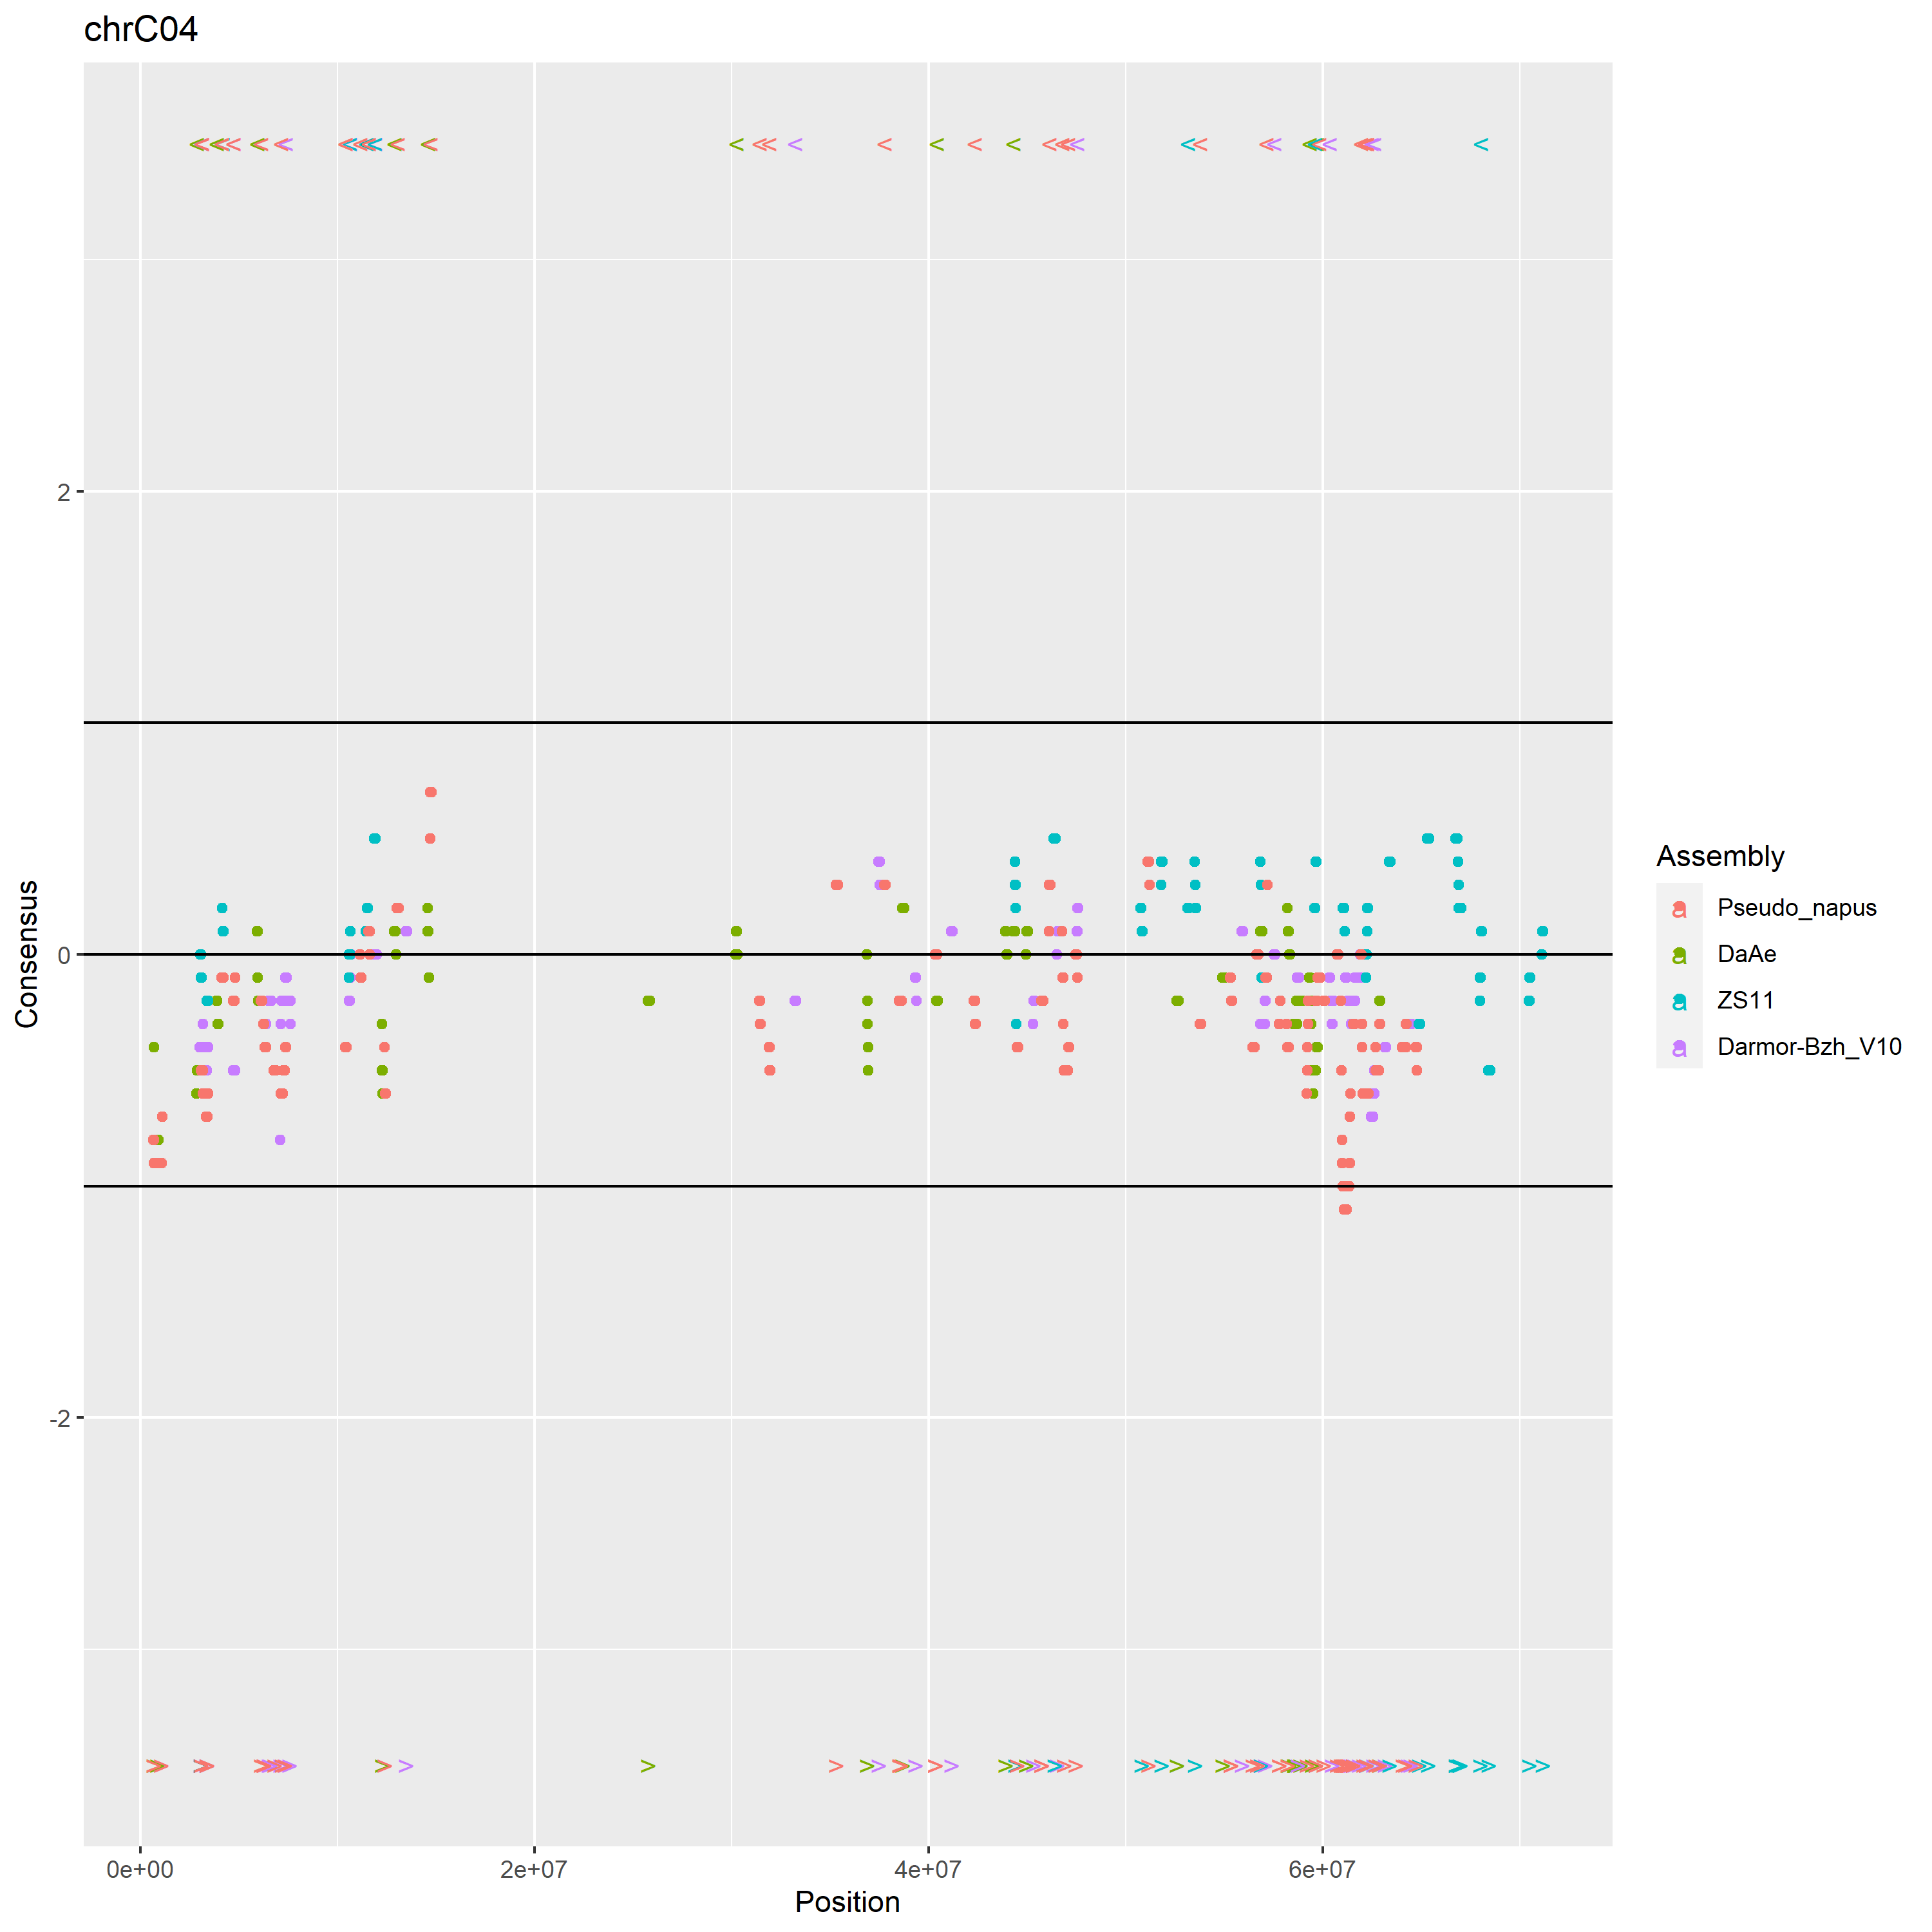 chrC04
2
0
-2
Consensus
0e+00
2e+07
4e+07
6e+07
Position
Assembly
a Pseudo_napus
a DaAe
a ZS11
a Darmor-Bzh_V10